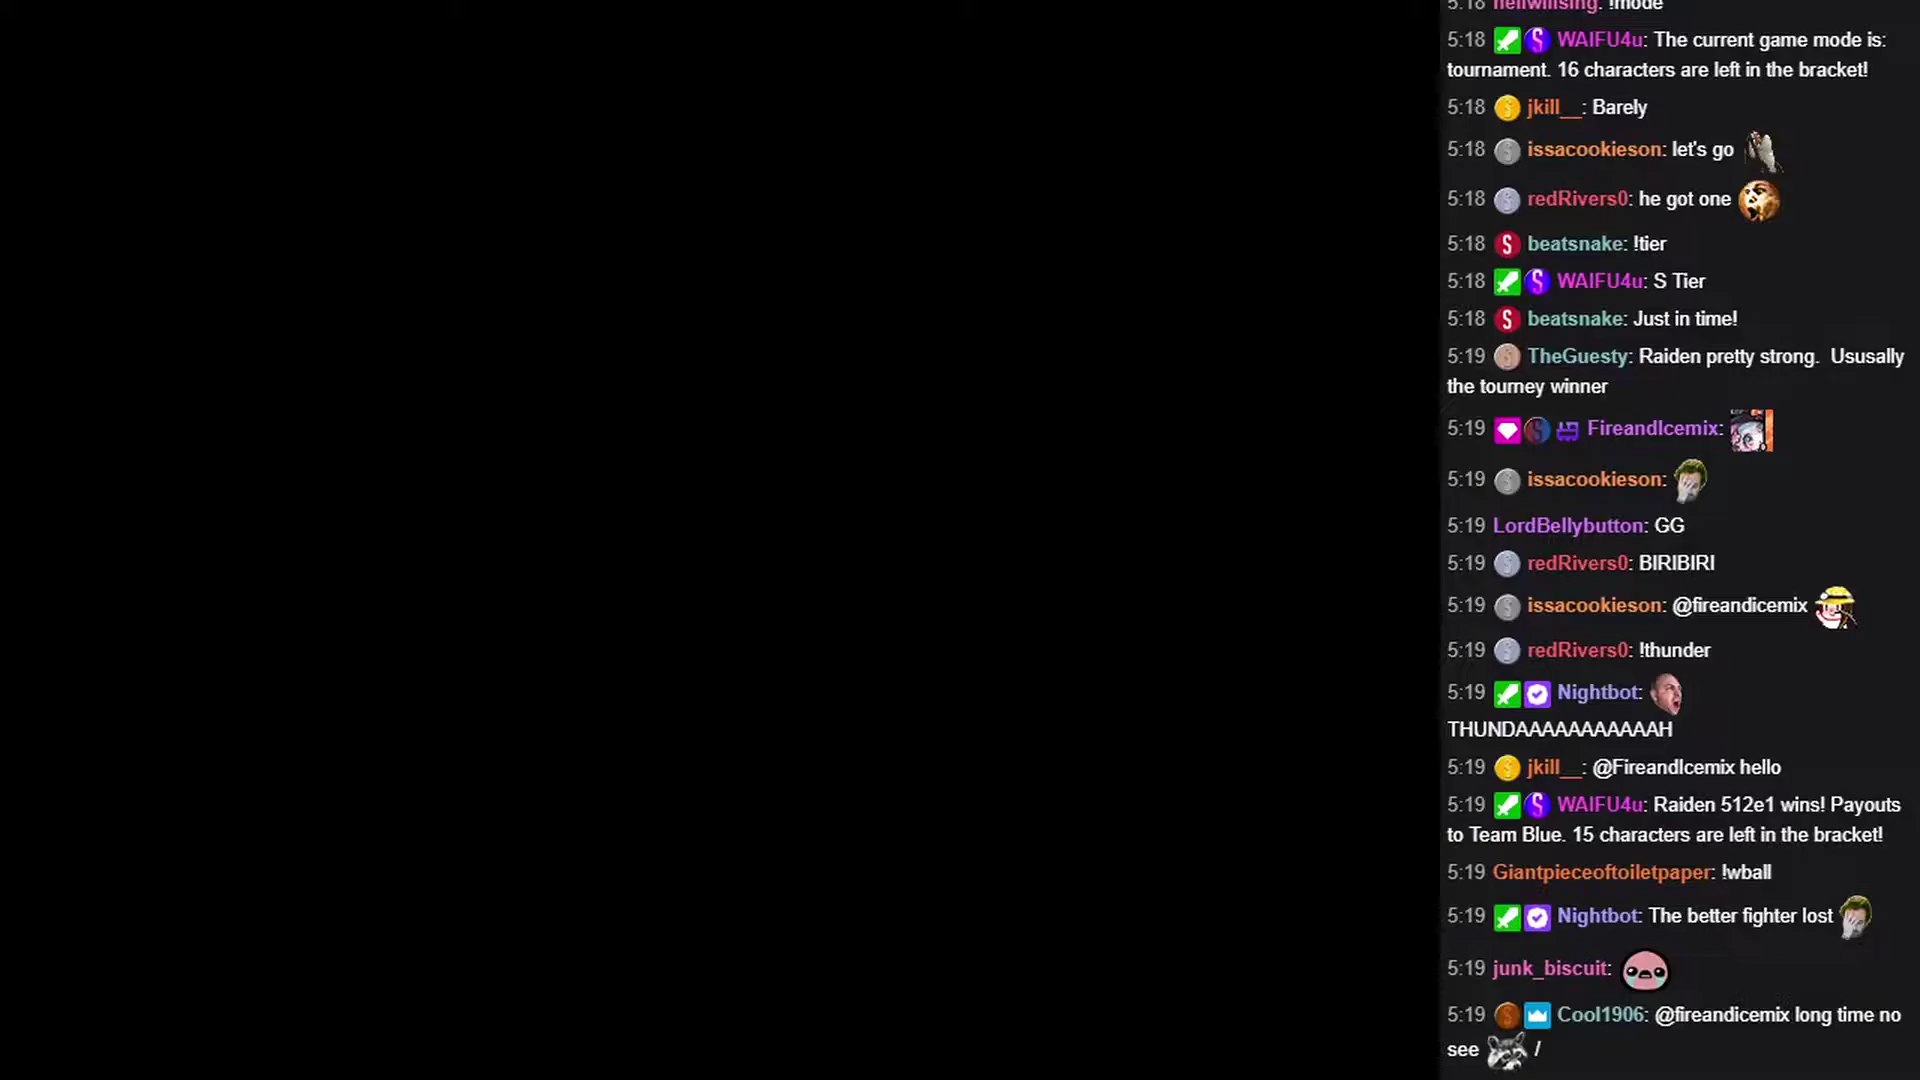 5:18 hellwillsing: !mode
5:18 WAIFU4u: The current game mode is:
tournament. 16 characters are left in the bracket!
5:18 jkill__: Barely
5:18 issacookieson: let's go
5:18 redRivers0: he got one
5:18 beatsnake: !tier
5:18 WAIFU4u: S Tier
5:18 beatsnake: Just in time!
5:19 TheGuesty: Raiden pretty strong.  Ususally
the tourney winner
5:19 FireandIcemix:
5:19 issacookieson:
5:19 LordBellybutton: GG
5:19 redRivers0: BIRIBIRI
5:19 issacookieson: @fireandicemix
5:19 redRivers0: !thunder
5:19 Nightbot:
THUNDAAAAAAAAAAAH
5:19 jkill__: @FireandIcemix hello
5:19 WAIFU4u: Raiden 512e1 wins! Payouts
to Team Blue. 15 characters are left in the bracket!
5:19 Giantpieceoftoiletpaper: !wball
5:19 Nightbot: The better fighter lost
5:19 junk_biscuit:
5:19 Cool1906: @fireandicemix long time no
see /